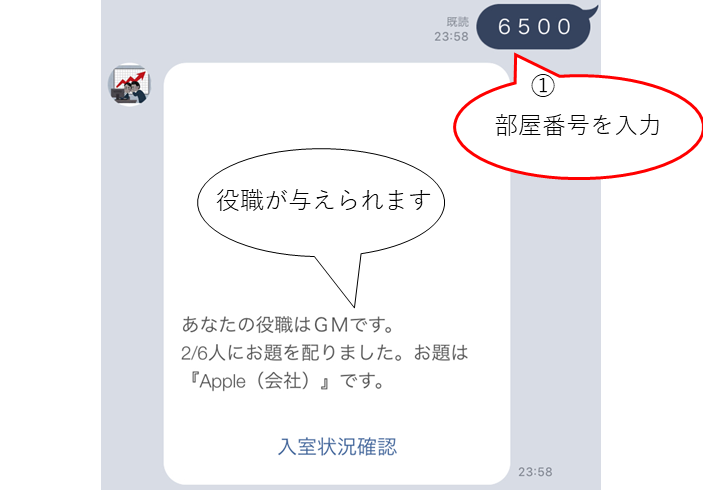 既読
23:58
６５００
①
部屋番号を入力
役職が与えられます
あなたの役職はＧＭです。
2/6人にお題を配りました。お題は
『Apple（会社）』です。
入室状況確認
23:58